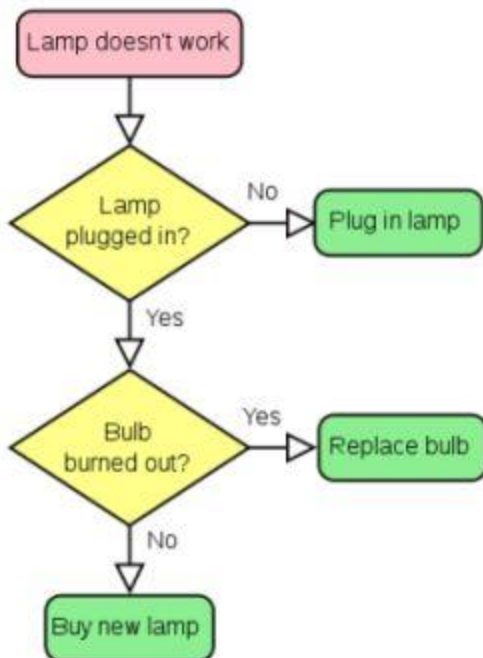 Lamp doesn't work
Lamp
plugged in?
No
Plug in lamp
Yes
Bulb
burned out?
Yes
Replace bulb
No
Buy new lamp